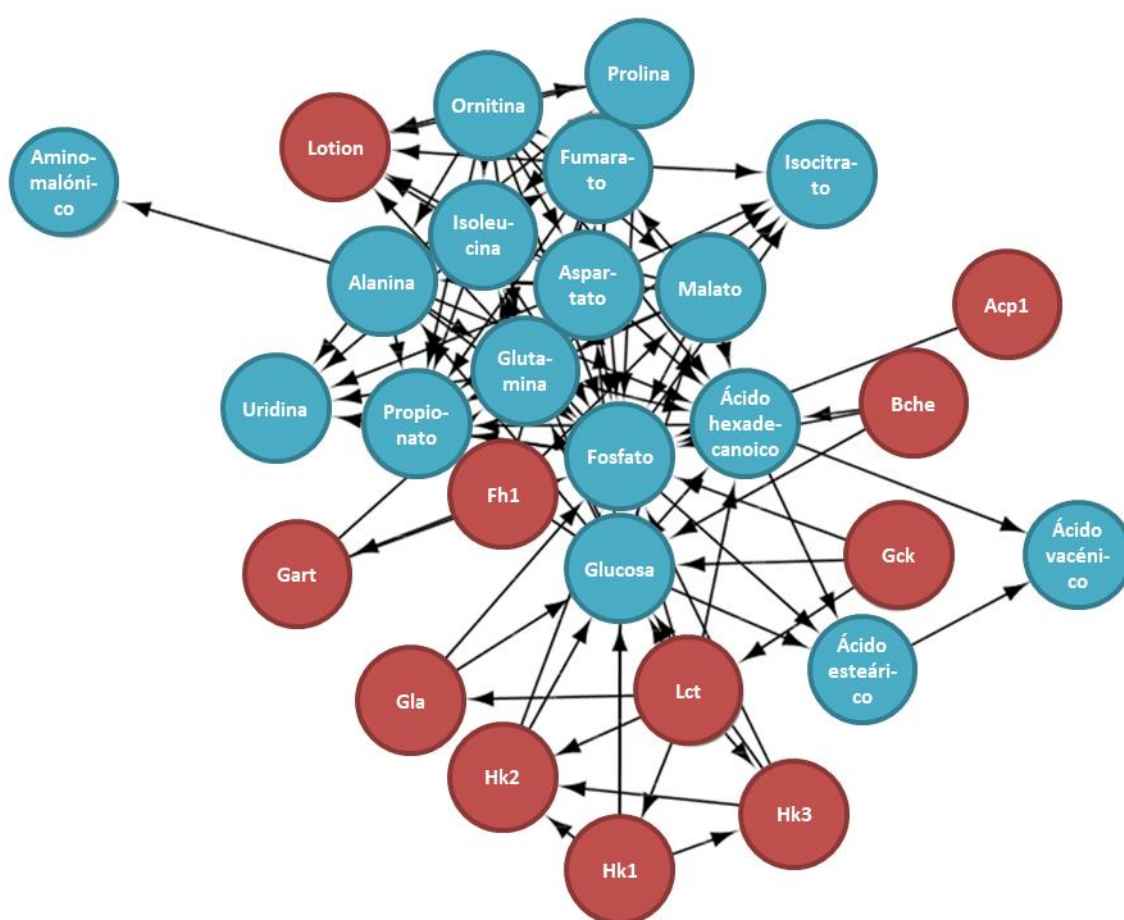 Prolina
Ornitina
Lotion
Amino-
malóni-
co
Fumara-
to
Isocitra-
to
Isoleu-
cina
Alanina
Aspar-
tato
Malato
Acp1
Gluta-
mina
Uridina
Propio-
nato
Ácido
hexade-
canoico
Bche
Fosfato
Fh1
Gart
Glucosa
Gck
Ácido
vacéni-
co
Ácido
esteári-
co
Gla
Lct
Hk2
Hk3
Hk1